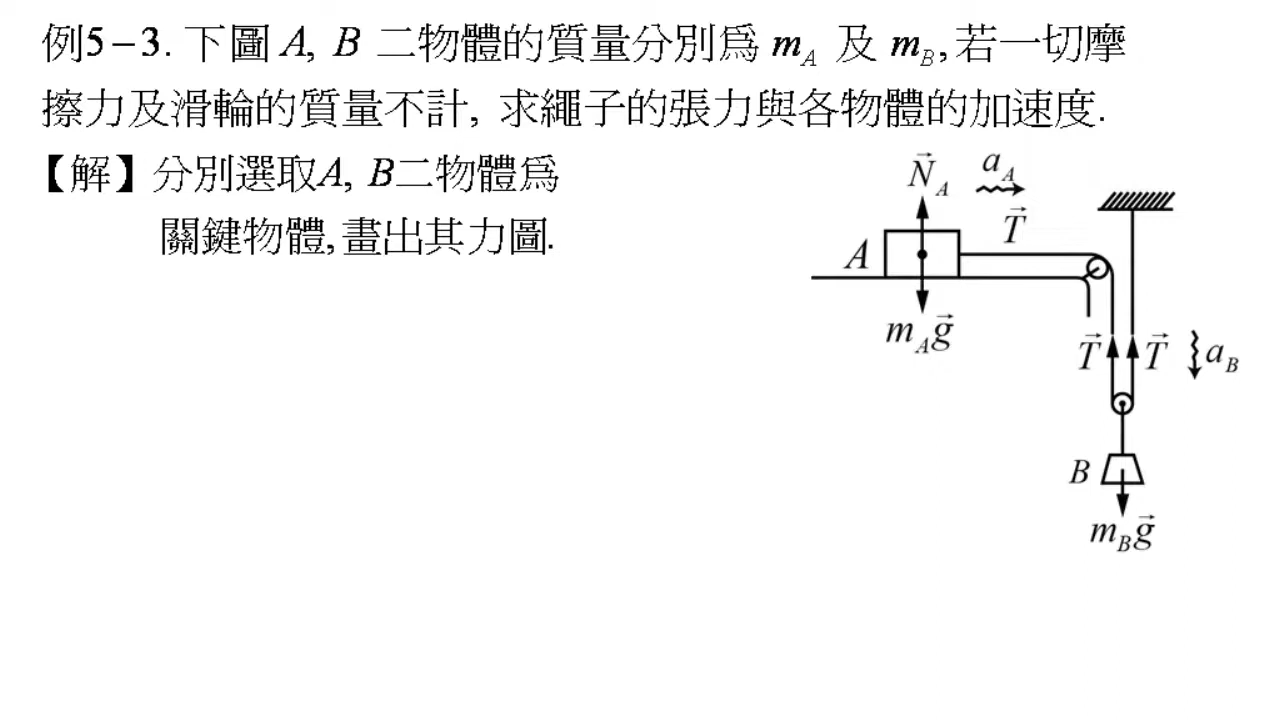 例5－3. 下圖 A, B 二物體的質量分別爲 m_A 及 m_B, 若一切摩
擦力及滑輪的質量不計, 求繩子的張力與各物體的加速度.
【解】分別選取A, B二物體爲
關鍵物體, 畫出其力圖.
N⃗_A
a_A
T⃗
A
m_A g⃗
T⃗
T⃗
a_B
B
m_B g⃗